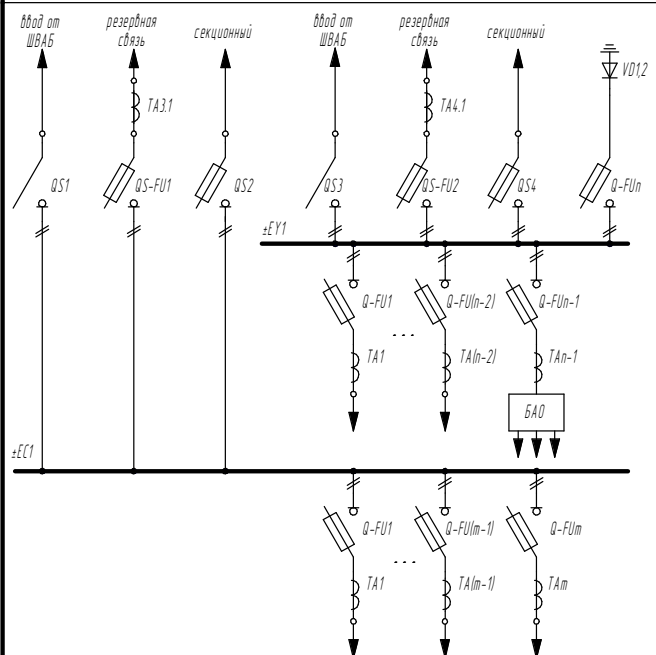 ввод от
ШВАБ
резервная
связь
секционный
ввод от
ШВАБ
резервная
связь
секционный
VD1,2
TA3.1
TA4.1
QS1
QS-FU1
QS2
QS3
QS-FU2
QS4
Q-FUn
±EY1
Q-FU1
Q-FU(n-2)
Q-FUn-1
...
TA1
TA(n-2)
TAn-1
БАО
±EC1
Q-FU1
Q-FU(m-1)
Q-FUm
...
TA1
TA(m-1)
TAm